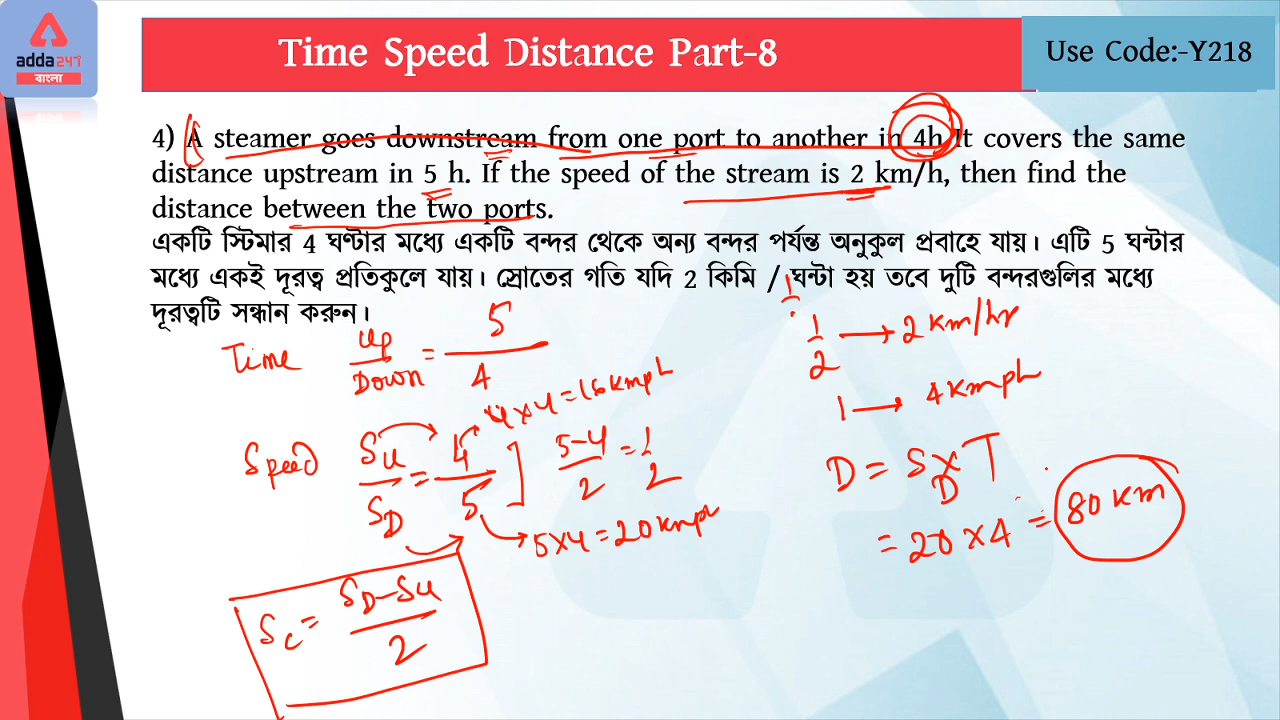 adda247
বাংলা
Time Speed Distance Part-8
Use Code:-Y218
4) A steamer goes downstream from one port to another in 4h It covers the same
distance upstream in 5 h. If the speed of the stream is 2 km/h, then find the
distance between the two ports.
একটি স্টিমার 4 ঘণ্টার মধ্যে একটি বন্দর থেকে অন্য বন্দর পর্যন্ত অনুকুল প্রবাহে যায়। এটি 5 ঘন্টার
মধ্যে একই দূরত্ব প্রতিকুলে যায়। স্রোতের গতি যদি 2 কিমি / ঘন্টা হয় তবে দুটি বন্দরগুলির মধ্যে
দূরত্বটি সন্ধান করুন।
Time Up/Down = 5/4
4×4=16 kmph
Speed Su/SD = 4/5 ] 5-4/2 = 1/2
5×4=20 kmph
Sc = SD-Su/2
1/2 → 2 Km/hr
1 → 4 Kmph
D = S×T
D
= 20×4 = 80 km